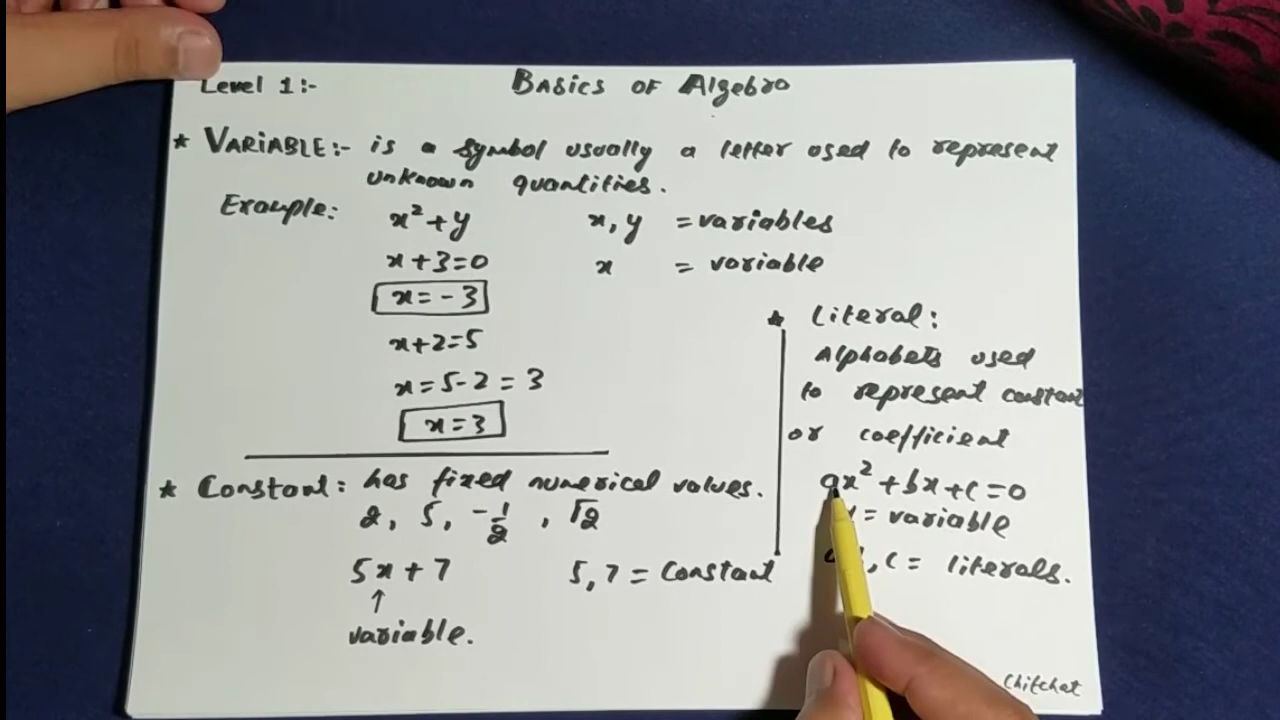 Level 1:-
BASICS OF Algebra
* VARIABLE:- is a symbol usually a letter used to represent
unknown quantities.
Example:
x² + y
x, y = variables
x + 3 = 0
x = variable
x = - 3
x + 2 = 5
x = 5 - 2 = 3
x = 3
* Constant: has fixed numerical values.
2, 5, -1/2, √2
5x + 7
5, 7 = Constant
↑
variable.
* Literal:
Alphabets used
to represent constant
or coefficient
ax² + bx + c = 0
= variable
, c = literals.
Chitchat